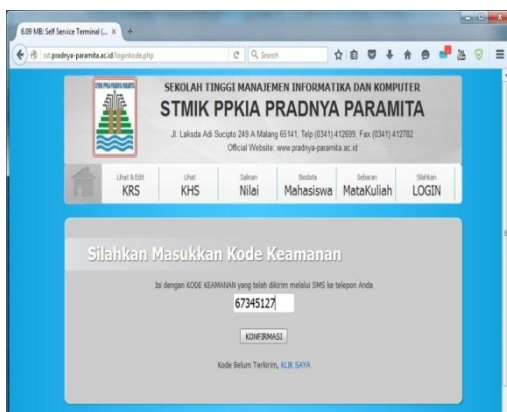 6.09 MB: Self Service Terminal (...
sst.pradnya-paramita.ac.id/loginkode.php
Search
SEKOLAH TINGGI MANAJEMEN INFORMATIKA DAN KOMPUTER
STMIK PPKIA PRADNYA PARAMITA
Jl. Laksda Adi Sucipto 249 A Malang 65141, Telp (0341) 412699, Fax (0341) 412782
Official Website: www.pradnya-paramita.ac.id
Lihat & Edit
KRS
Lihat
KHS
Salinan
Nilai
Biodata
Mahasiswa
Sebaran
MataKuliah
Silahkan
LOGIN
Silahkan Masukkan Kode Keamanan
Isi dengan KODE KEAMANAN yang telah dikirim melalui SMS ke telepon Anda
67345127
KONFIRMASI
Kode Belum Terkirim, KLIK SAYA